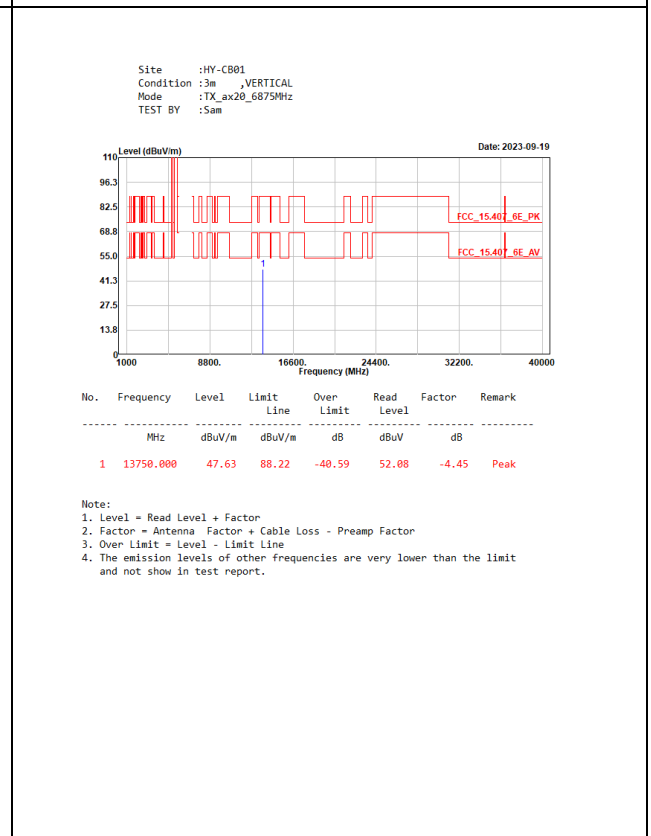 Site :HY-CB01
Condition :3m ,VERTICAL
Mode :TX_ax20_6875MHz
TEST BY :Sam
Level (dBuV/m) Date: 2023-09-19
110
96.3
82.5
FCC_15.407_6E_PK
68.8
FCC_15.407_6E_AV
55.0
1
41.3
27.5
13.8
0
1000 8800. 16600. 24400. 32200. 40000
Frequency (MHz)
No. Frequency Level Limit Over Read Factor Remark
Line Limit Level
------ ----------- -------- --------- --------- --------- -------- ---------
MHz dBuV/m dBuV/m dB dBuV dB
1 13750.000 47.63 88.22 -40.59 52.08 -4.45 Peak
Note:
1. Level = Read Level + Factor
2. Factor = Antenna Factor + Cable Loss - Preamp Factor
3. Over Limit = Level - Limit Line
4. The emission levels of other frequencies are very lower than the limit
and not show in test report.